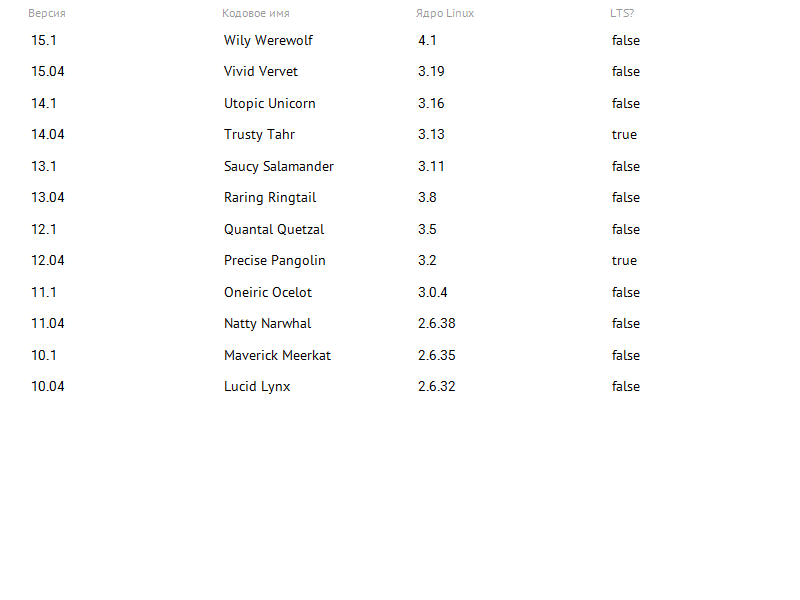 Версия Кодовое имя Ядро Linux LTS?
15.1 Wily Werewolf 4.1 false
15.04 Vivid Vervet 3.19 false
14.1 Utopic Unicorn 3.16 false
14.04 Trusty Tahr 3.13 true
13.1 Saucy Salamander 3.11 false
13.04 Raring Ringtail 3.8 false
12.1 Quantal Quetzal 3.5 false
12.04 Precise Pangolin 3.2 true
11.1 Oneiric Ocelot 3.0.4 false
11.04 Natty Narwhal 2.6.38 false
10.1 Maverick Meerkat 2.6.35 false
10.04 Lucid Lynx 2.6.32 false